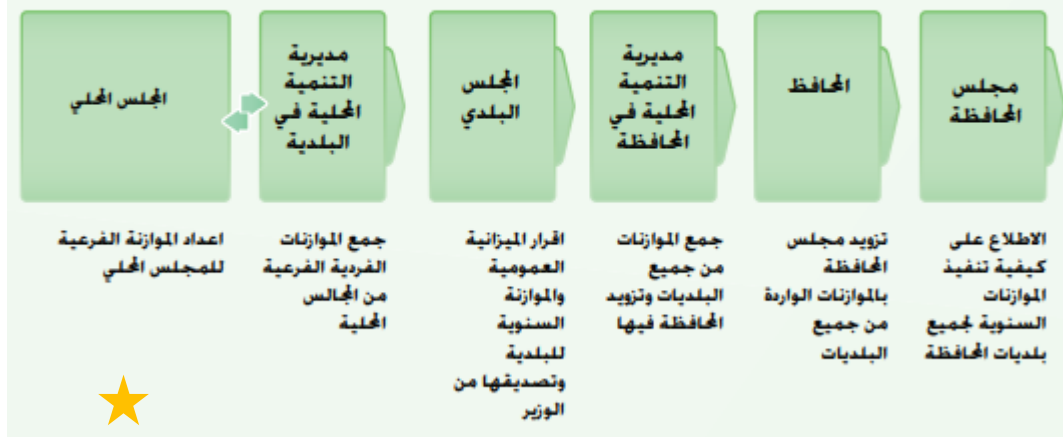 مجلس
المحافظة
المحافظ
مديرية
التنمية
المحلية في
المحافظة
المجلس
البلدي
مديرية
التنمية
المحلية في
البلدية
المجلس المحلي
الاطلاع على
كيفية تنفيذ
الموازنات
السنوية لجميع
بلديات المحافظة
تزويد مجلس
المحافظة
بالموازنات الواردة
من جميع
البلديات
جمع الموازنات
من جميع
البلديات وتزويد
المحافظة فيها
اقرار الميزانية
العمومية
والموازنة
السنوية
للبلدية
وتصديقها من
الوزير
جمع الموازنات
الفردية الفرعية
من المجالس
المحلية
اعداد الموازنة الفرعية
للمجلس المحلي